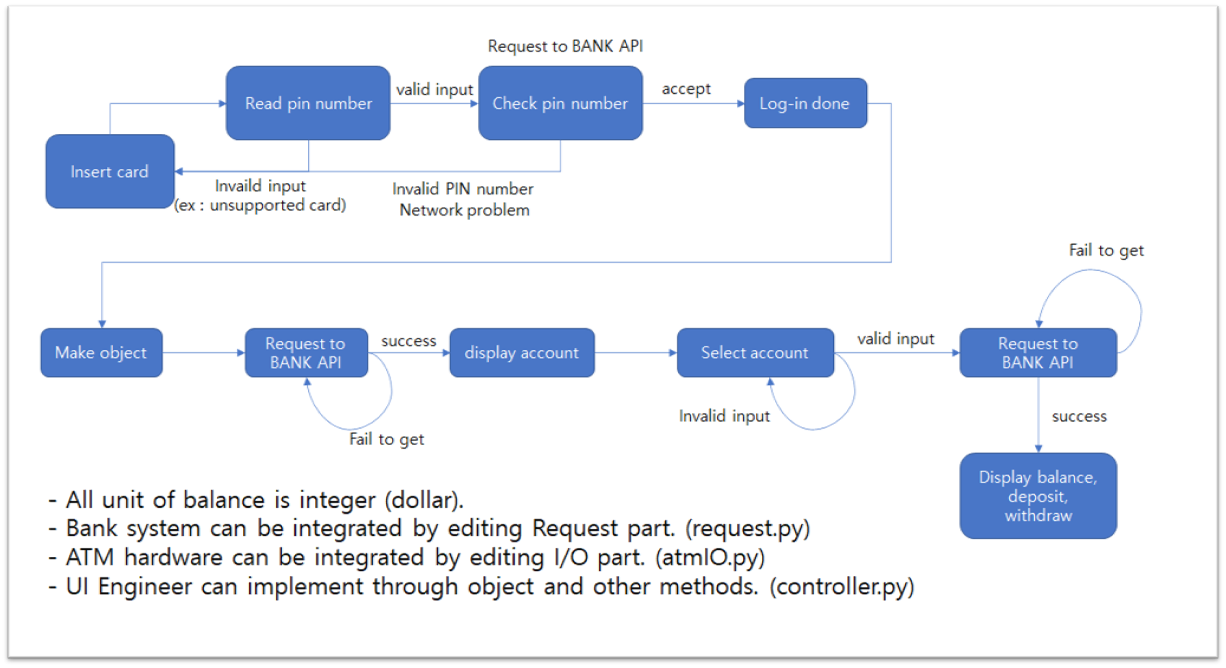 Request to BANK API
Read pin number
valid input
Check pin number
accept
Log-in done
Insert card
Invaild input
(ex : unsupported card)
Invalid PIN number
Network problem
Fail to get
Make object
Request to
BANK API
success
display account
Select account
valid input
Request to
BANK API
Invalid input
Fail to get
success
Display balance,
deposit,
withdraw
- All unit of balance is integer (dollar).
- Bank system can be integrated by editing Request part. (request.py)
- ATM hardware can be integrated by editing I/O part. (atmIO.py)
- UI Engineer can implement through object and other methods. (controller.py)